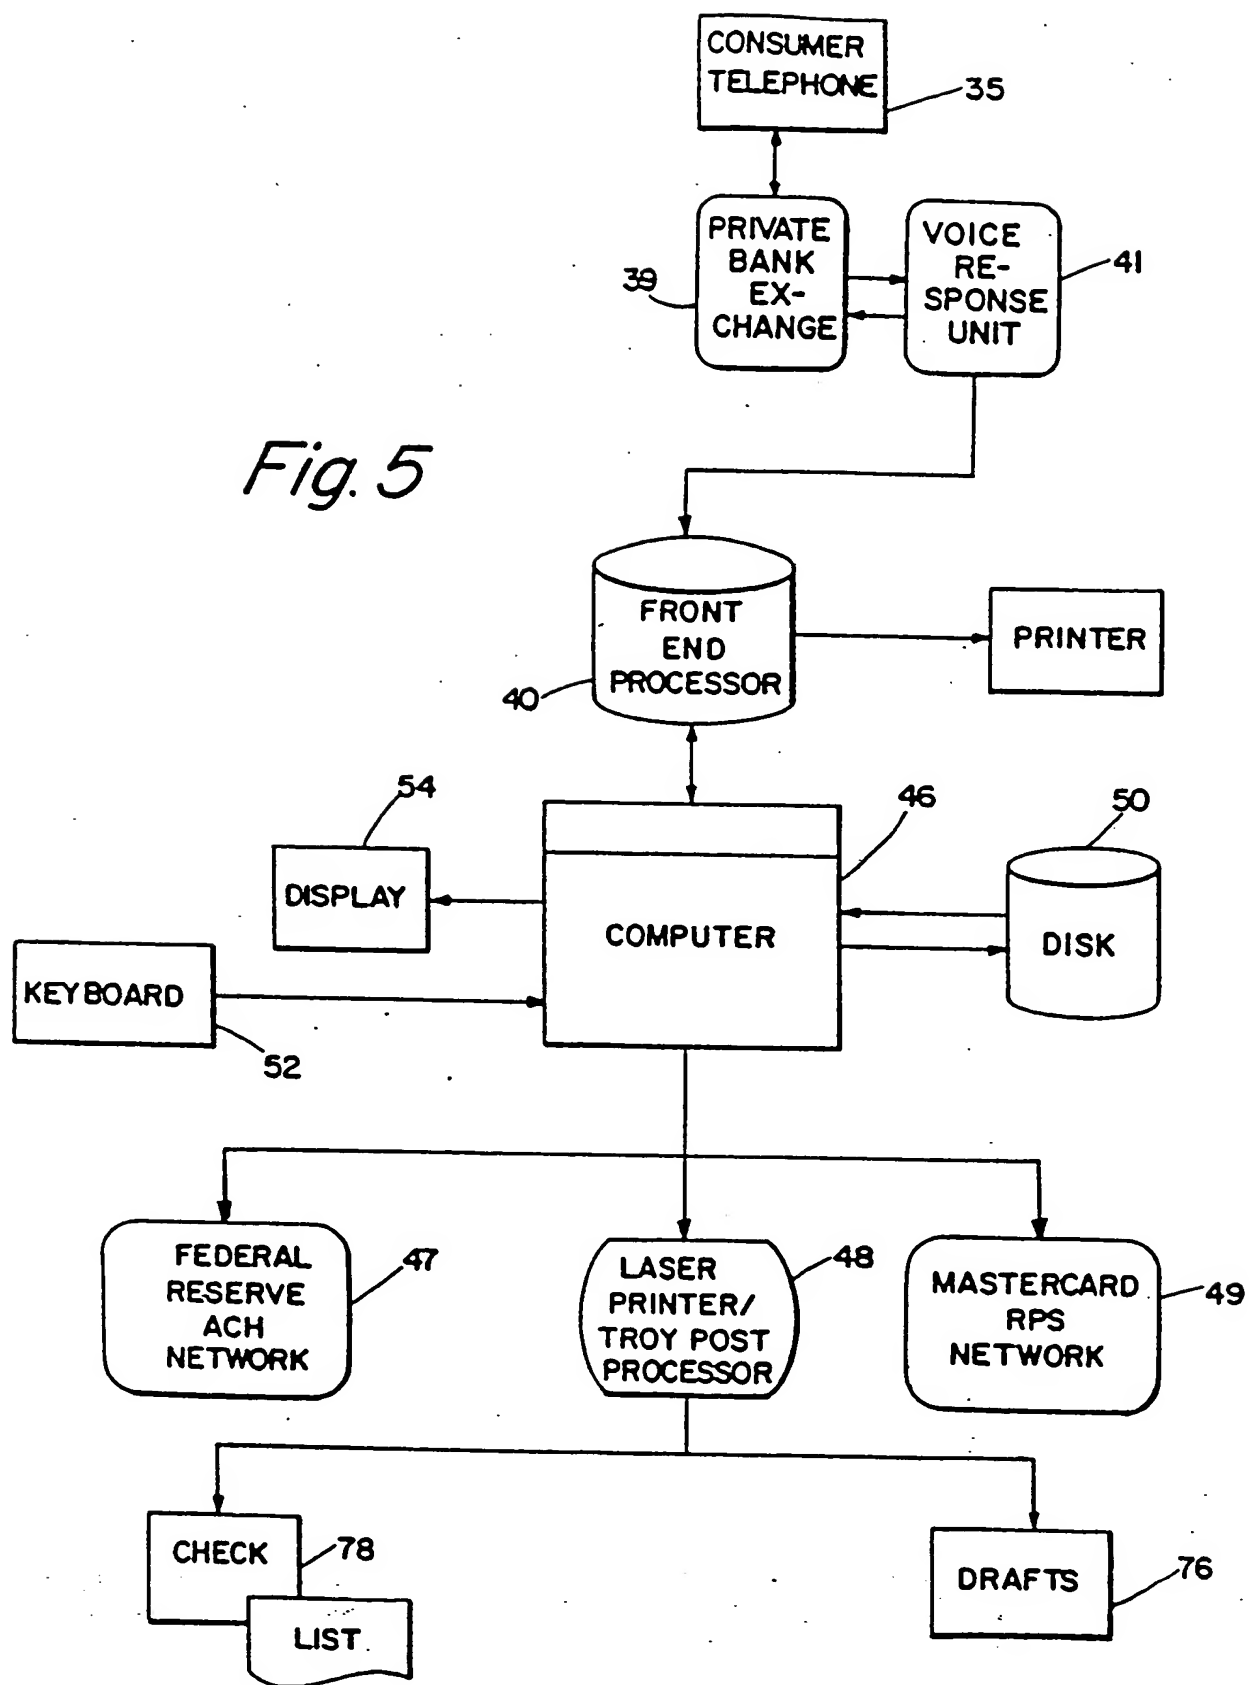 CONSUMER
TELEPHONE
35
PRIVATE
BANK
EX-
CHANGE
39
VOICE
RE-
SPONSE
UNIT
41
Fig. 5
FRONT
END
PROCESSOR
40
PRINTER
54
46
50
DISPLAY
COMPUTER
DISK
KEYBOARD
52
FEDERAL
RESERVE
ACH
NETWORK
47
LASER
PRINTER/
TROY POST
PROCESSOR
48
MASTERCARD
RPS
NETWORK
49
CHECK
78
LIST
DRAFTS
76